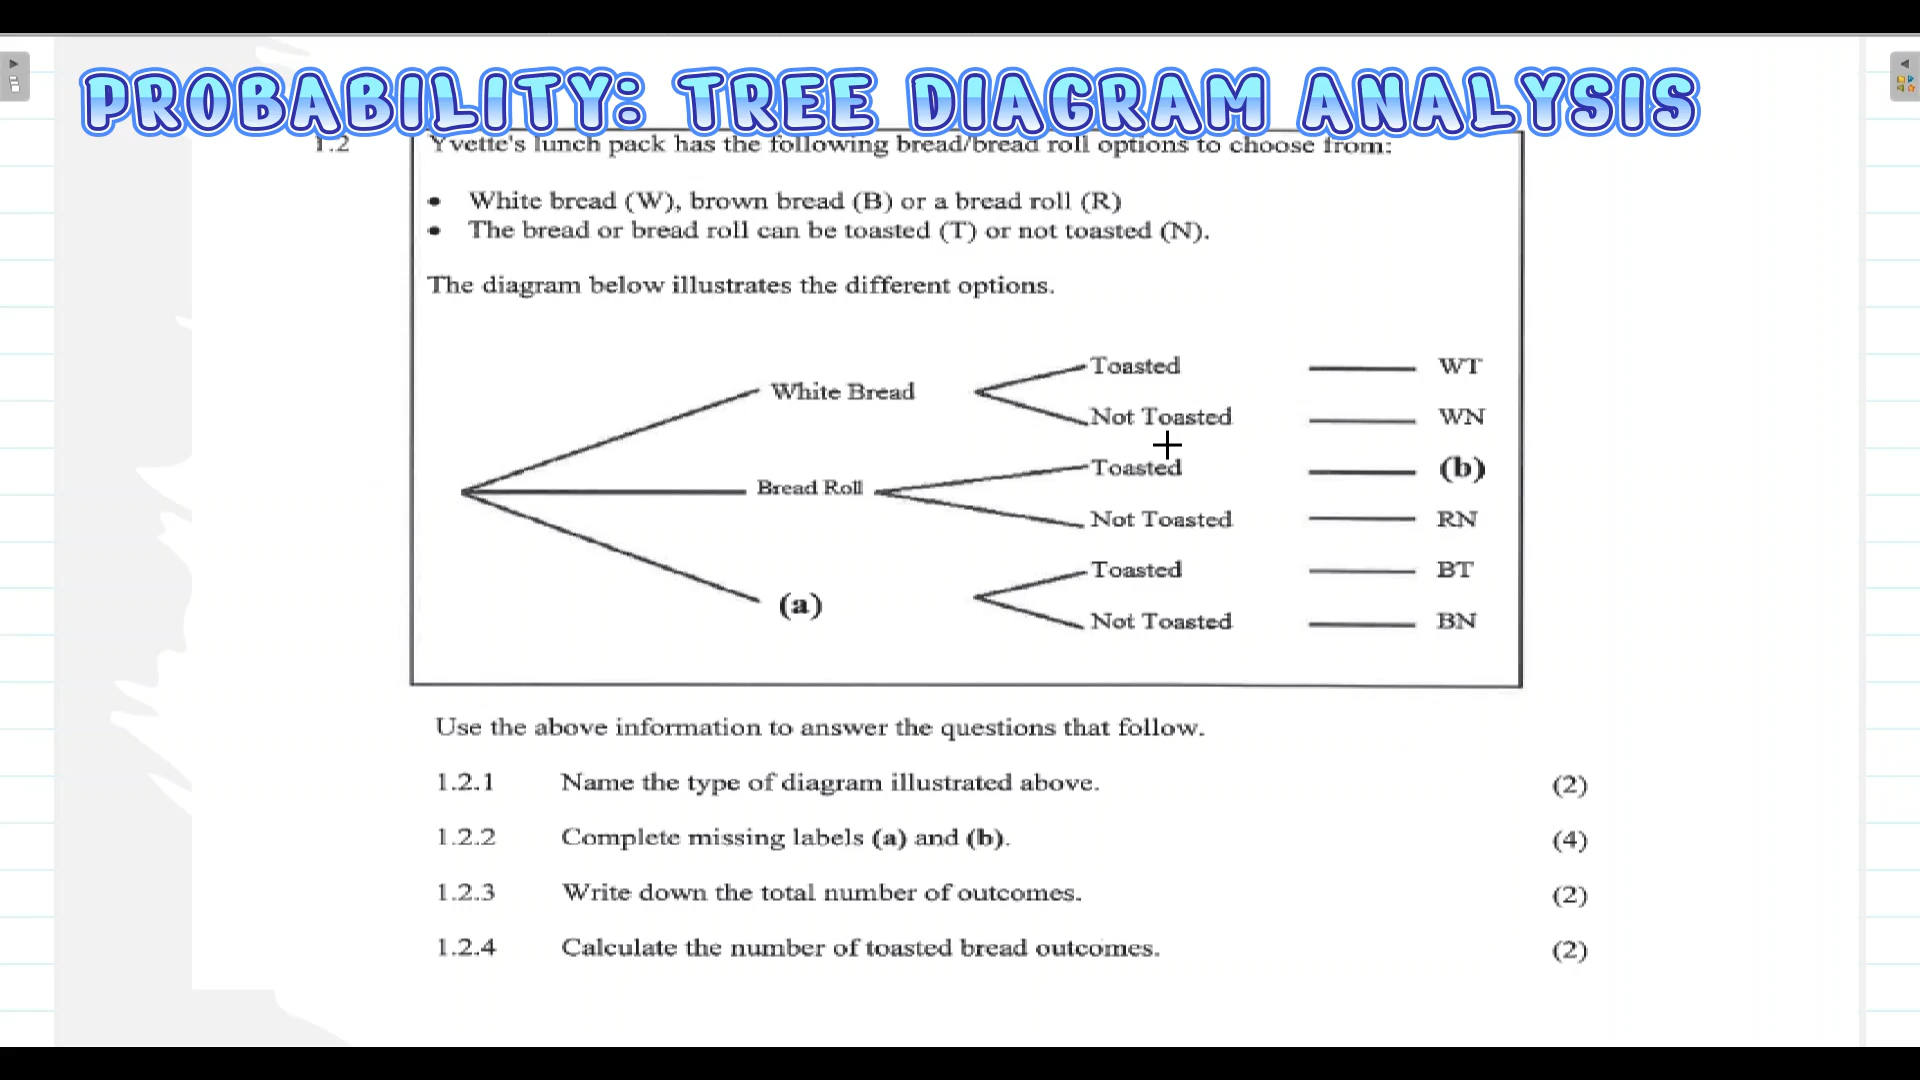 PROBABILITY: TREE DIAGRAM ANALYSIS
1.2 Yvette's lunch pack has the following bread/bread roll options to choose from:
• White bread (W), brown bread (B) or a bread roll (R)
• The bread or bread roll can be toasted (T) or not toasted (N).
The diagram below illustrates the different options.
Toasted WT
White Bread
Not Toasted WN
Toasted (b)
Bread Roll
Not Toasted RN
Toasted BT
(a)
Not Toasted BN
Use the above information to answer the questions that follow.
1.2.1 Name the type of diagram illustrated above. (2)
1.2.2 Complete missing labels (a) and (b). (4)
1.2.3 Write down the total number of outcomes. (2)
1.2.4 Calculate the number of toasted bread outcomes. (2)